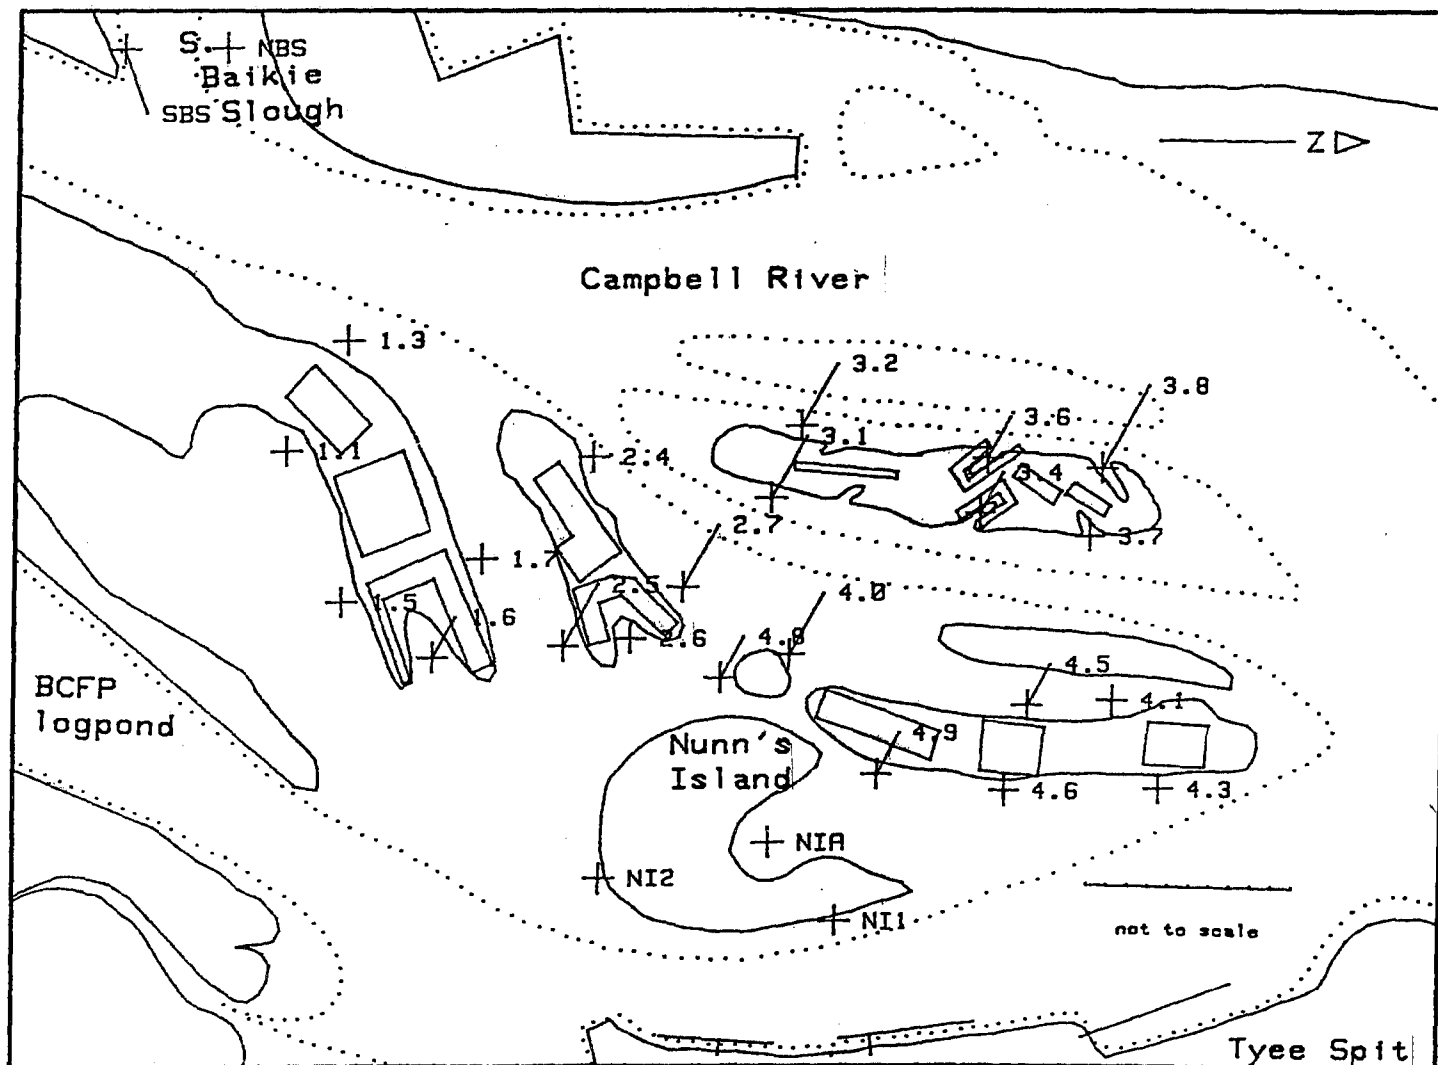 S. NBS
Baikie
SBS Slough
Z
Campbell River
1.3
3.2
3.8
3.6
3.1
1.1
2.4
3.4
2.7
3.7
1.7
2.5
4.0
1.5
1.6
2.6
4.8
4.5
4.1
BCFP
logpond
Nunn's
Island
4.9
4.6
4.3
NIA
NI2
NI1
not to scale
Tyee Spit